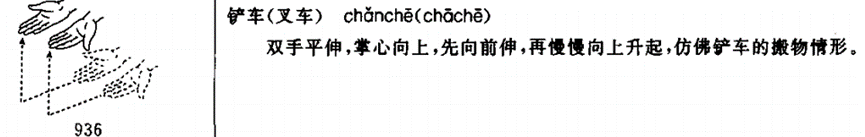 铲车(叉车) chǎnchē(chāchē)
双手平伸,掌心向上,先向前伸,再慢慢向上升起,仿佛铲车的搬物情形。
936